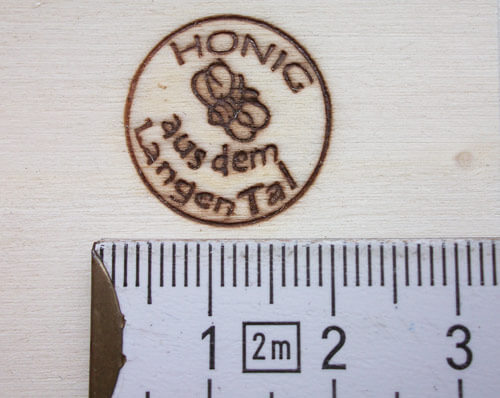 HONIG
aus dem
Langen Tal
1 2m 2 3